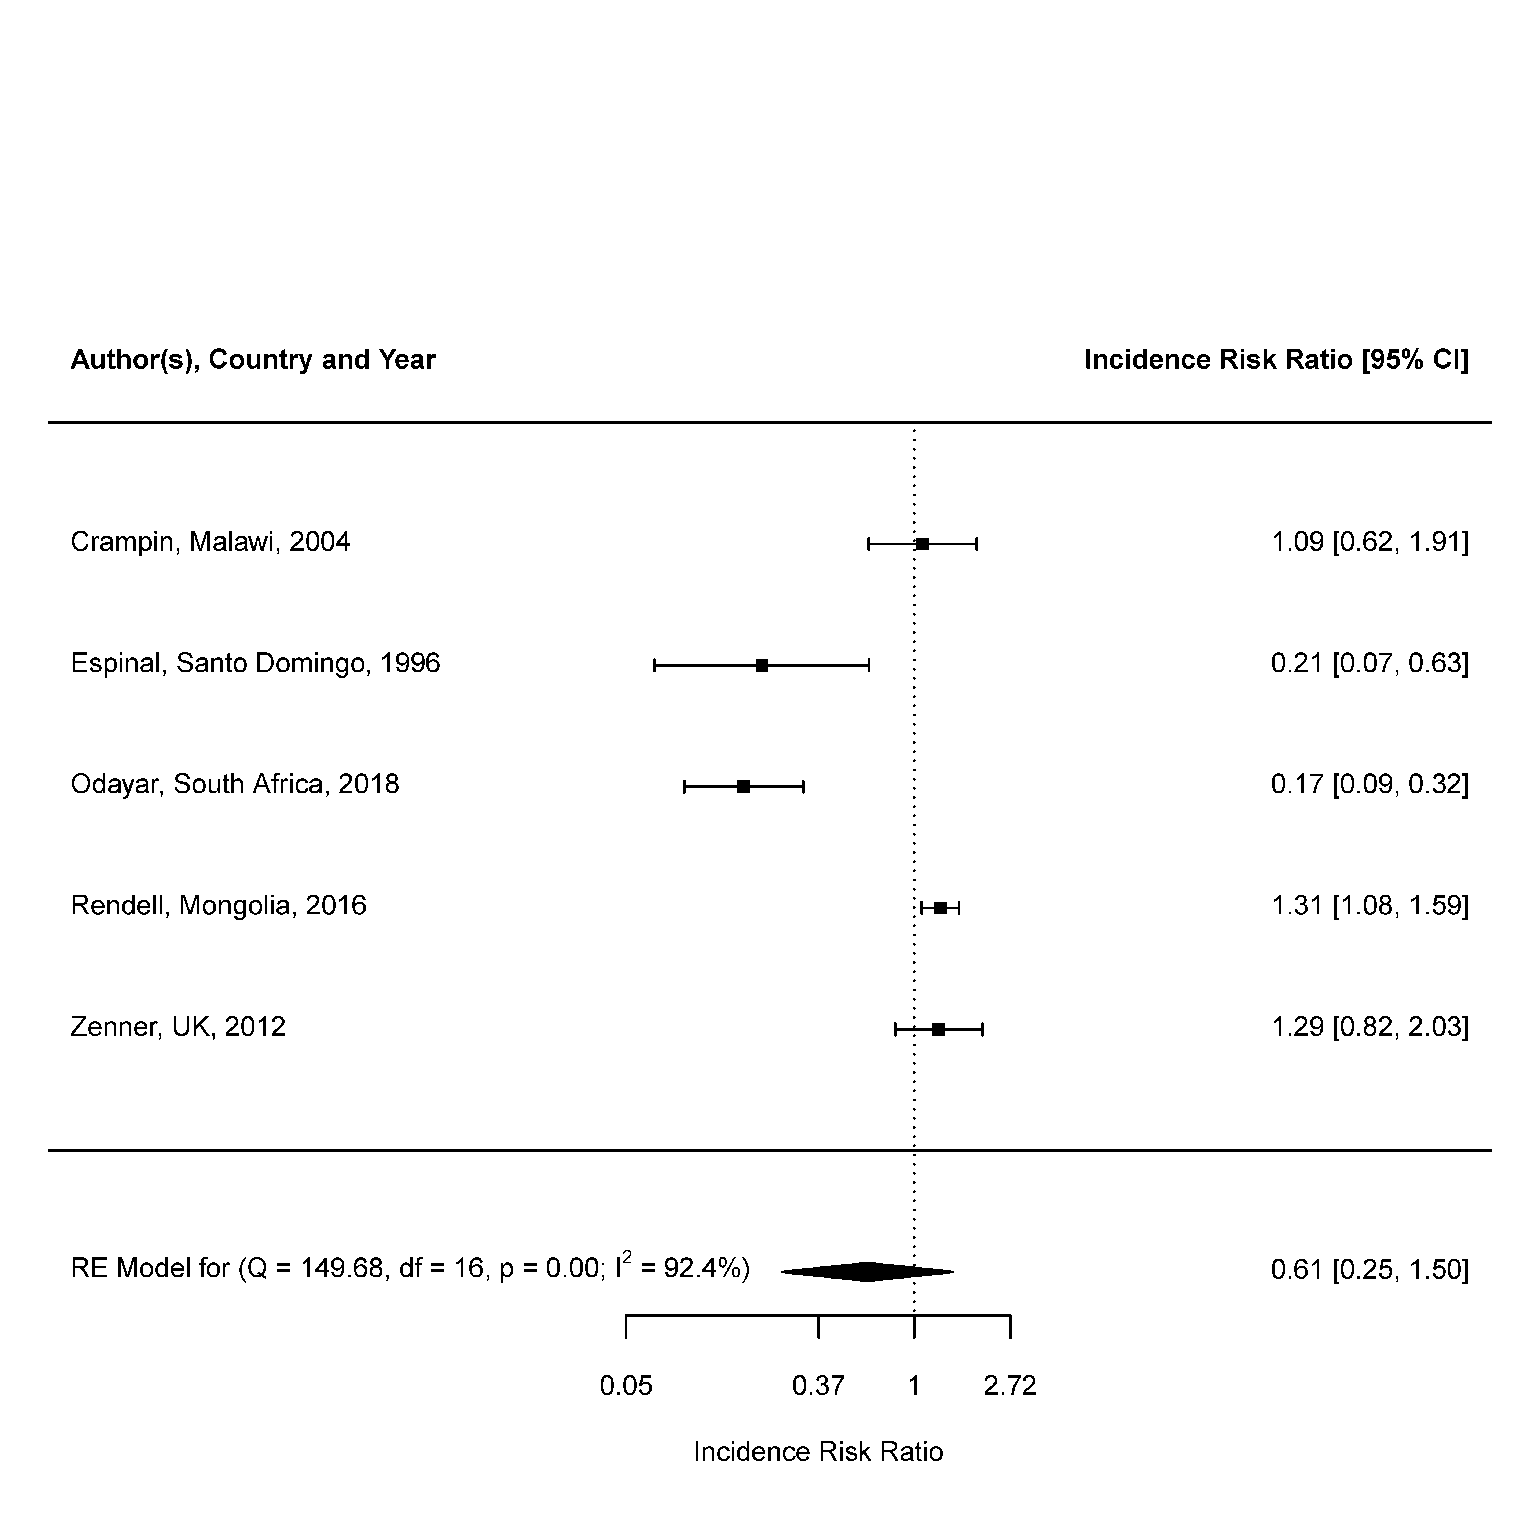 Author(s), Country and Year Incidence Risk Ratio [95% CI]
Crampin, Malawi, 2004 1.09 [0.62, 1.91]
Espinal, Santo Domingo, 1996 0.21 [0.07, 0.63]
Odayar, South Africa, 2018 0.17 [0.09, 0.32]
Rendell, Mongolia, 2016 1.31 [1.08, 1.59]
Zenner, UK, 2012 1.29 [0.82, 2.03]
RE Model for (Q = 149.68, df = 16, p = 0.00; I² = 92.4%) 0.61 [0.25, 1.50]
0.05 0.37 1 2.72
Incidence Risk Ratio